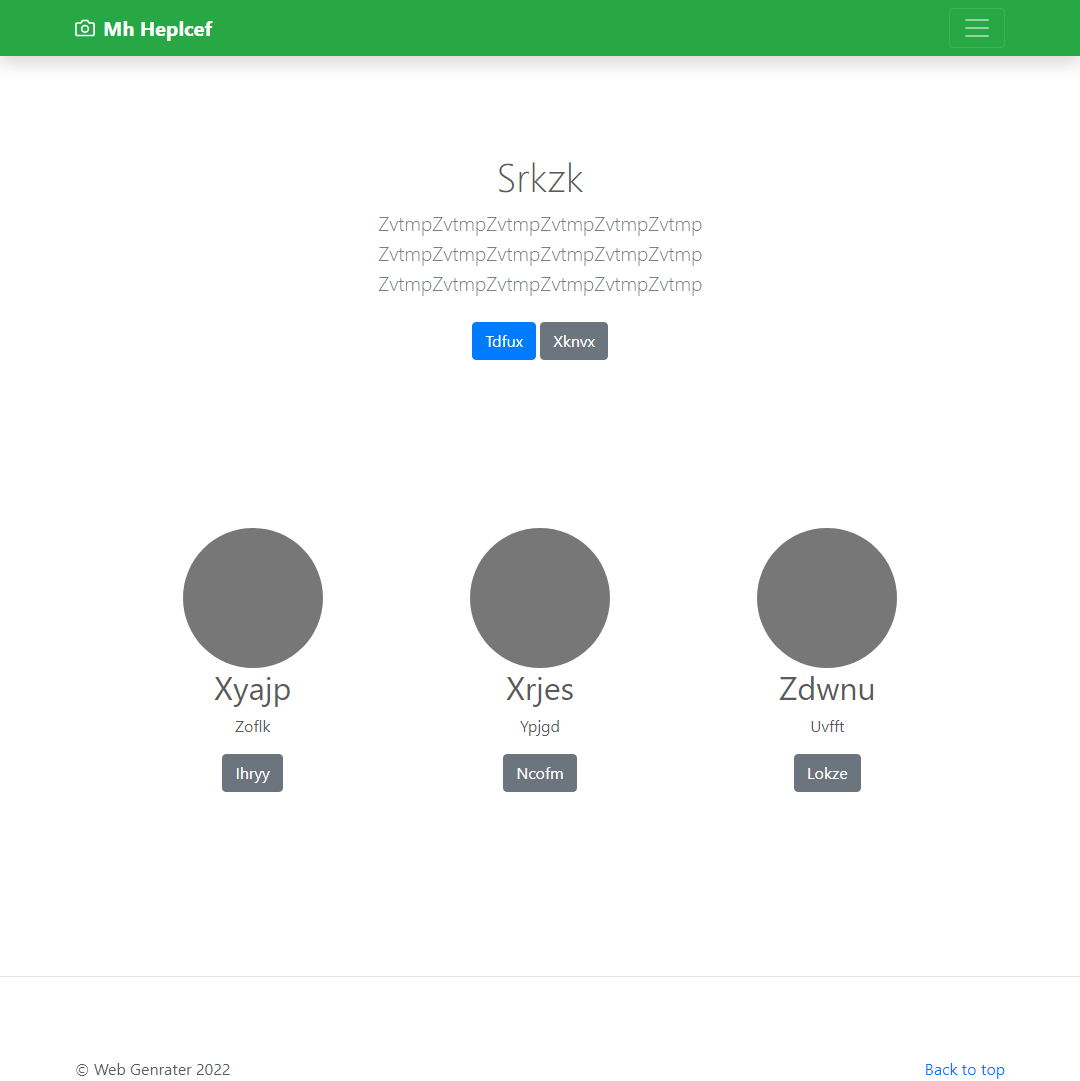 Mh Heplcef
Srkzk
ZvtmpZvtmpZvtmpZvtmpZvtmpZvtmp
ZvtmpZvtmpZvtmpZvtmpZvtmpZvtmp
ZvtmpZvtmpZvtmpZvtmpZvtmpZvtmp
Tdfux Xknvx
Xyajp Xrjes Zdwnu
Zoflk Ypjgd Uvfft
Ihryy Ncofm Lokze
© Web Genrater 2022 Back to top